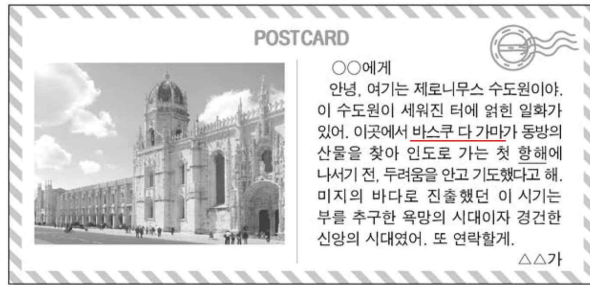 POSTCARD
○○에게
안녕, 여기는 제로니무스 수도원이야.
이 수도원이 세워진 터에 얽힌 일화가
있어. 이곳에서 바스쿠 다 가마가 동방의
산물을 찾아 인도로 가는 첫 항해에
나서기 전, 두려움을 안고 기도했다고 해.
미지의 바다로 진출했던 이 시기는
부를 추구한 욕망의 시대이자 경건한
신앙의 시대였어. 또 연락할게.
△△가